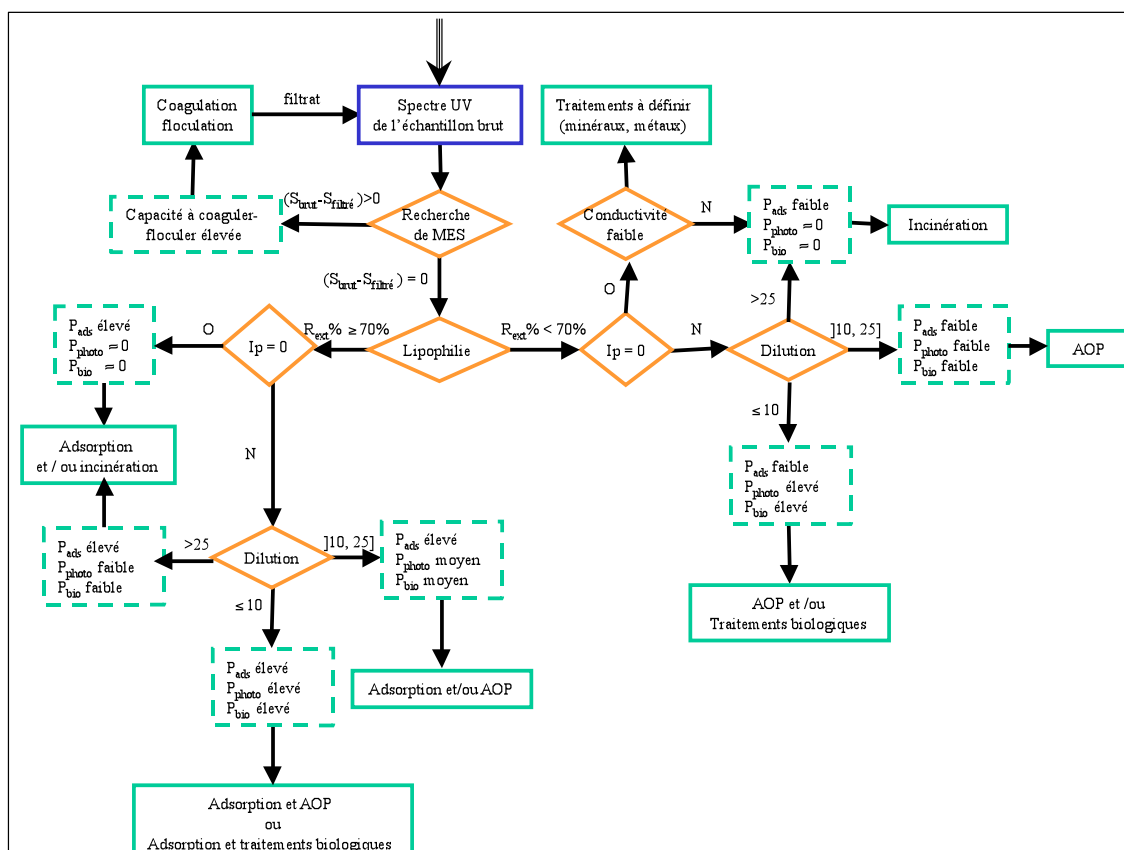 Coagulation
floculation
filtrat
Spectre UV
de l'échantillon brut
Traitements à définir
(minéraux, métaux)
Capacité à coaguler-
floculer élevée
(Sbrut-Sfiltré)>0
Recherche
de MES
Conductivité
faible
N
Pads faible
Pphoto ≈ 0
Pbio ≈ 0
Incinération
(Sbrut-Sfiltré) = 0
O
>25
Pads élevé
Pphoto ≈ 0
Pbio ≈ 0
O
Ip = 0
Rext% ≥ 70%
Lipophilie
Rext% < 70%
Ip = 0
N
Dilution
]10, 25]
Pads faible
Pphoto faible
Pbio faible
AOP
≤ 10
Adsorption
et / ou incinération
N
Pads faible
Pphoto élevé
Pbio élevé
Pads élevé
Pphoto faible
Pbio faible
>25
Dilution
]10, 25]
Pads élevé
Pphoto moyen
Pbio moyen
≤ 10
AOP et /ou
Traitements biologiques
Pads élevé
Pphoto élevé
Pbio élevé
Adsorption et/ou AOP
Adsorption et AOP
ou
Adsorption et traitements biologiques